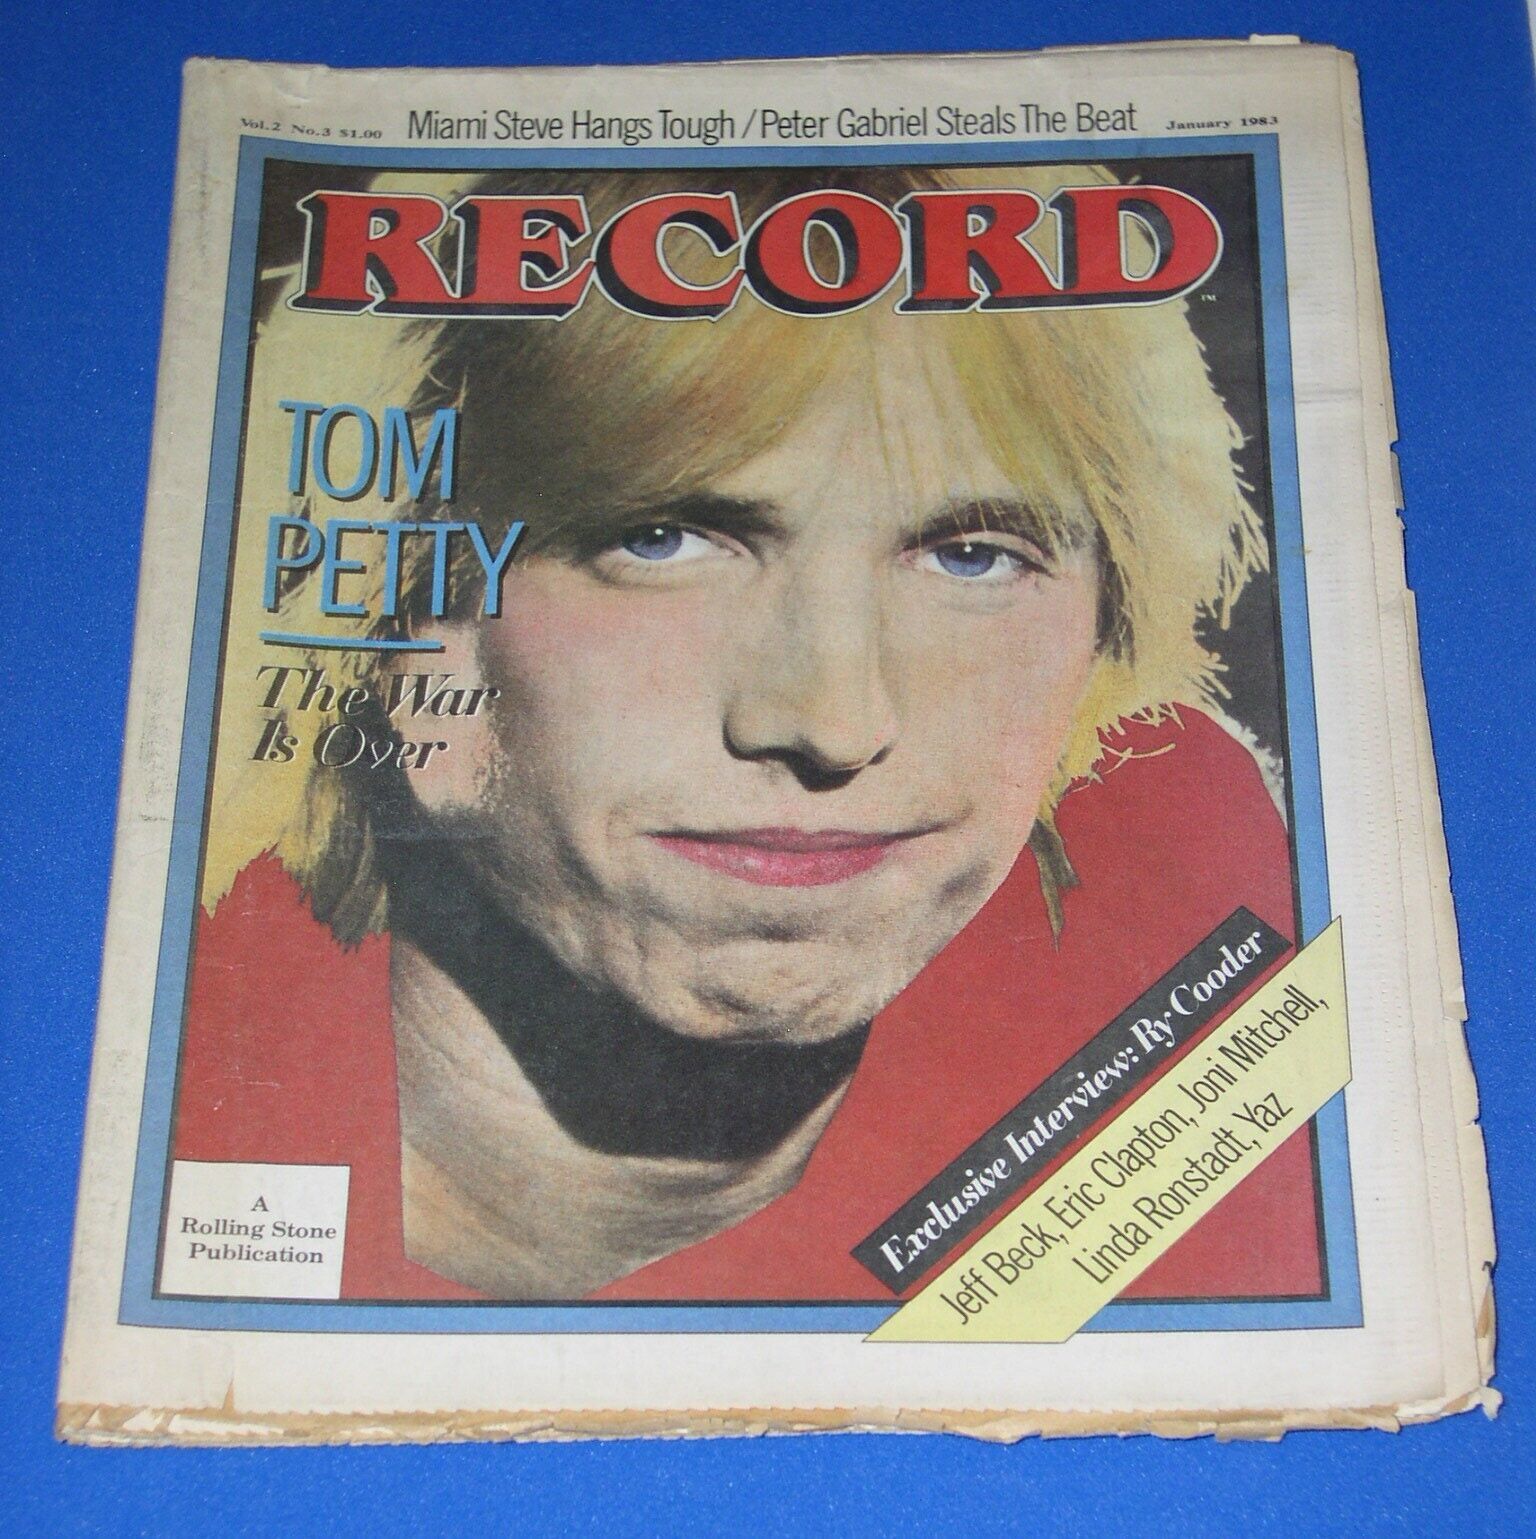 Vol.2 No.3 $1.00 Miami Steve Hangs Tough / Peter Gabriel Steals The Beat January 1983
RECORD
TM
TOM
PETTY
The War
Is Over
Exclusive Interview: Ry Cooder
Jeff Beck, Eric Clapton, Joni Mitchell,
Linda Ronstadt, Yaz
A
Rolling Stone
Publication